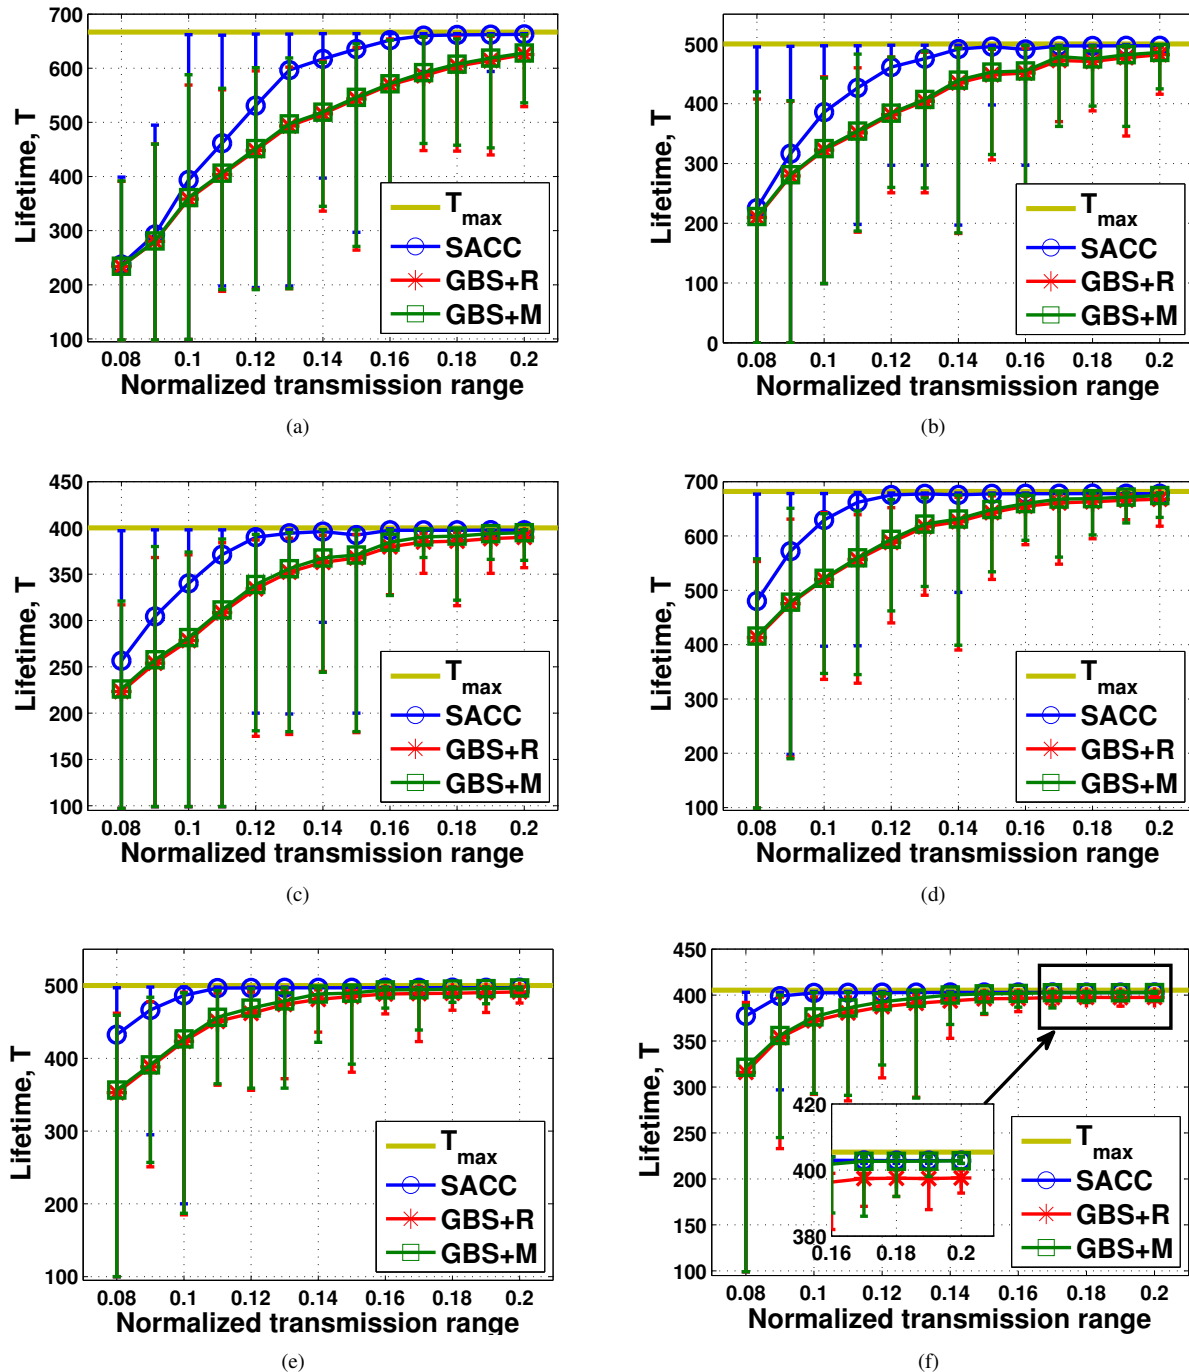 700
600
500
400
300
200
100
0.08 0.1 0.12 0.14 0.16 0.18 0.2
Lifetime, T
Normalized transmission range
T_max
SACC
GBS+R
GBS+M
(a)
500
400
300
200
100
0
0.08 0.1 0.12 0.14 0.16 0.18 0.2
Lifetime, T
Normalized transmission range
T_max
SACC
GBS+R
GBS+M
(b)
450
400
350
300
250
200
150
100
0.08 0.1 0.12 0.14 0.16 0.18 0.2
Lifetime, T
Normalized transmission range
T_max
SACC
GBS+R
GBS+M
(c)
700
600
500
400
300
200
100
0.08 0.1 0.12 0.14 0.16 0.18 0.2
Lifetime, T
Normalized transmission range
T_max
SACC
GBS+R
GBS+M
(d)
500
400
300
200
100
0.08 0.1 0.12 0.14 0.16 0.18 0.2
Lifetime, T
Normalized transmission range
T_max
SACC
GBS+R
GBS+M
(e)
450
400
350
300
250
200
150
100
0.08 0.1 0.12 0.14 0.16 0.18 0.2
Lifetime, T
Normalized transmission range
420
400
380
0.16 0.18 0.2
T_max
SACC
GBS+R
GBS+M
(f)